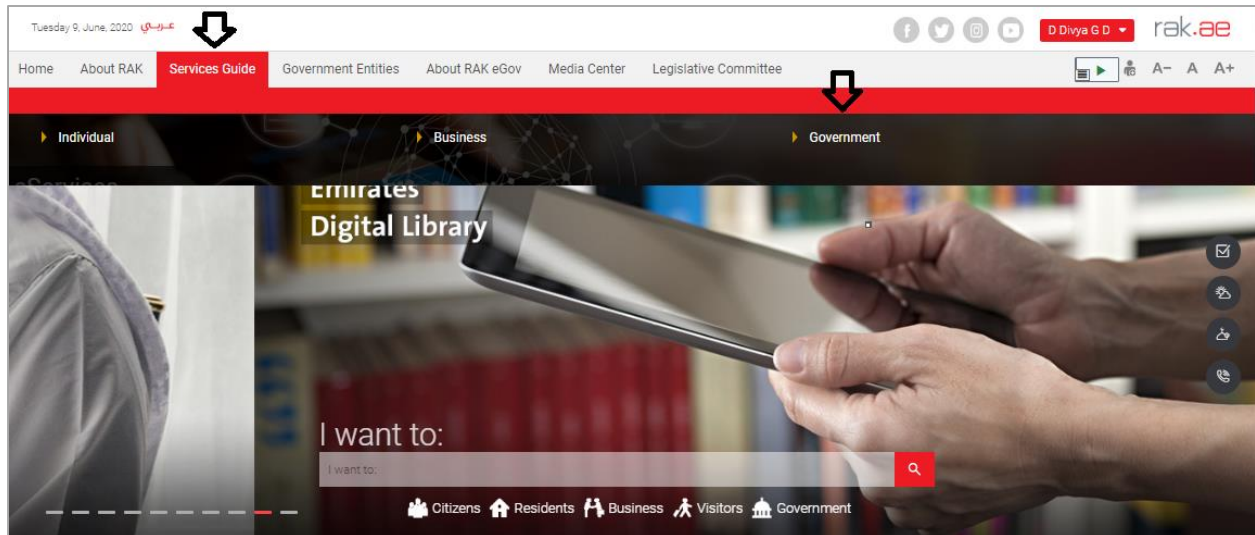 Tuesday 9, June, 2020 عربي
D Divya G D
rak.ae
Home About RAK Services Guide Government Entities About RAK eGov Media Center Legislative Committee A- A A+
Individual Business Government
eServices
Emirates
Digital Library
I want to:
I want to:
Citizens Residents Business Visitors Government